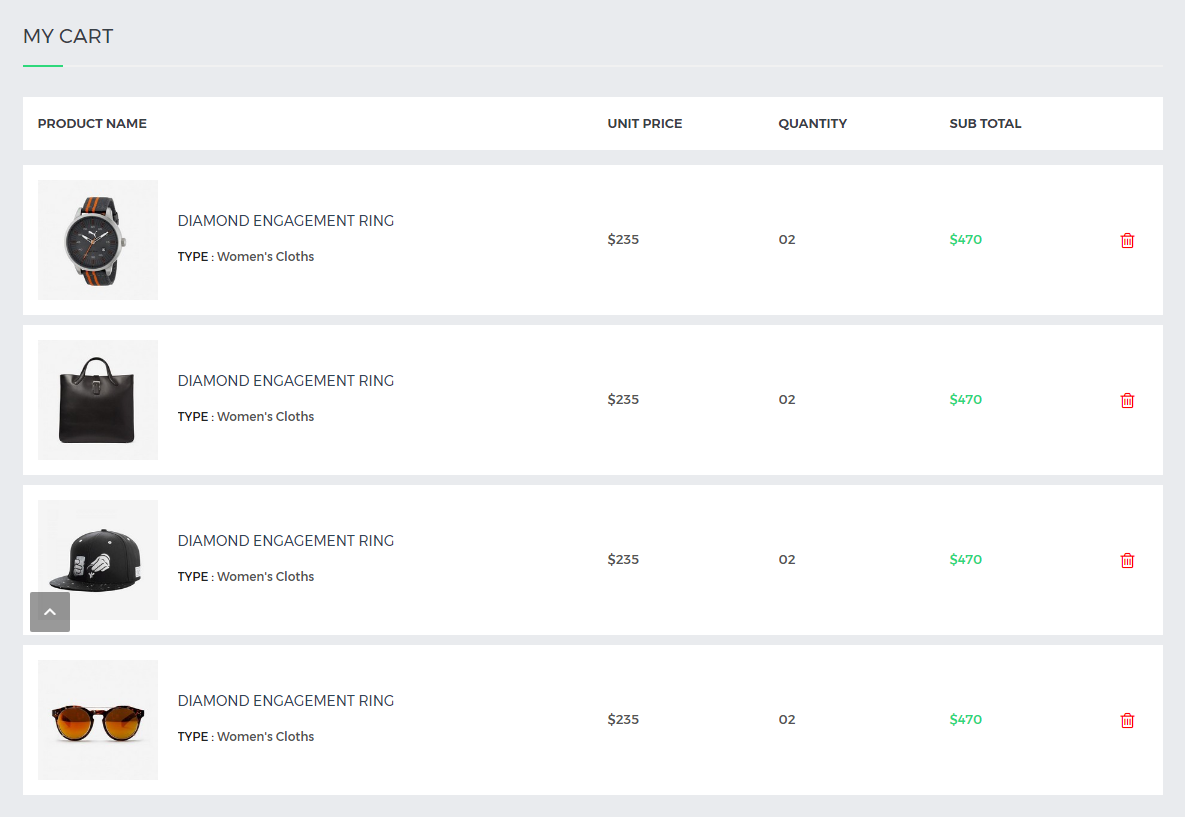 MY CART
PRODUCT NAME UNIT PRICE QUANTITY SUB TOTAL
DIAMOND ENGAGEMENT RING
TYPE : Women's Cloths
$235 02 $470
DIAMOND ENGAGEMENT RING
TYPE : Women's Cloths
$235 02 $470
DIAMOND ENGAGEMENT RING
TYPE : Women's Cloths
$235 02 $470
DIAMOND ENGAGEMENT RING
TYPE : Women's Cloths
$235 02 $470